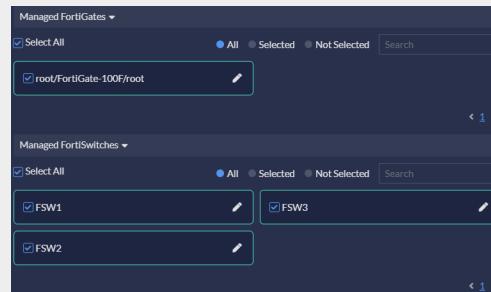 Managed FortiGates
Select All All Selected Not Selected Search
root/FortiGate-100F/root
< 1
Managed FortiSwitches
Select All All Selected Not Selected Search
FSW1 FSW3
FSW2
< 1